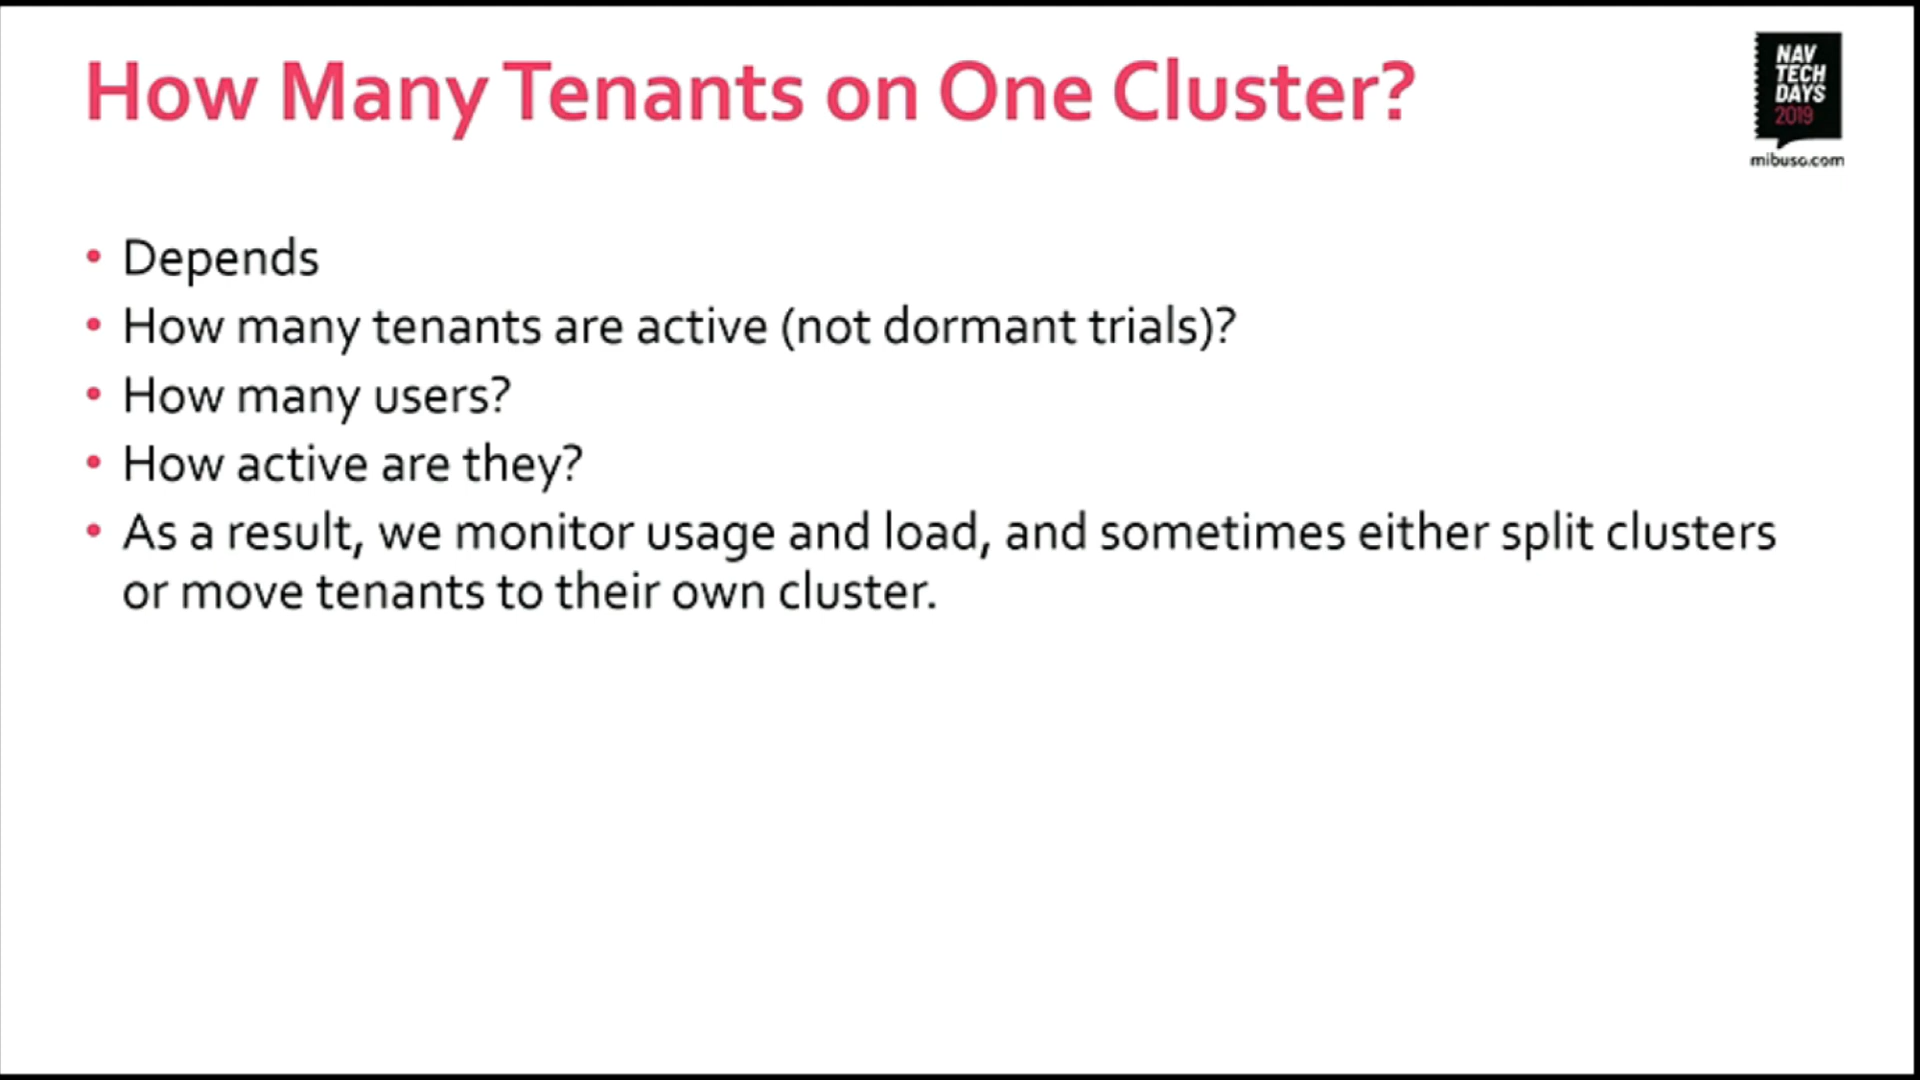 How Many Tenants on One Cluster?
NAV
TECH
DAYS
2019
mibuso.com
• Depends
• How many tenants are active (not dormant trials)?
• How many users?
• How active are they?
• As a result, we monitor usage and load, and sometimes either split clusters
or move tenants to their own cluster.